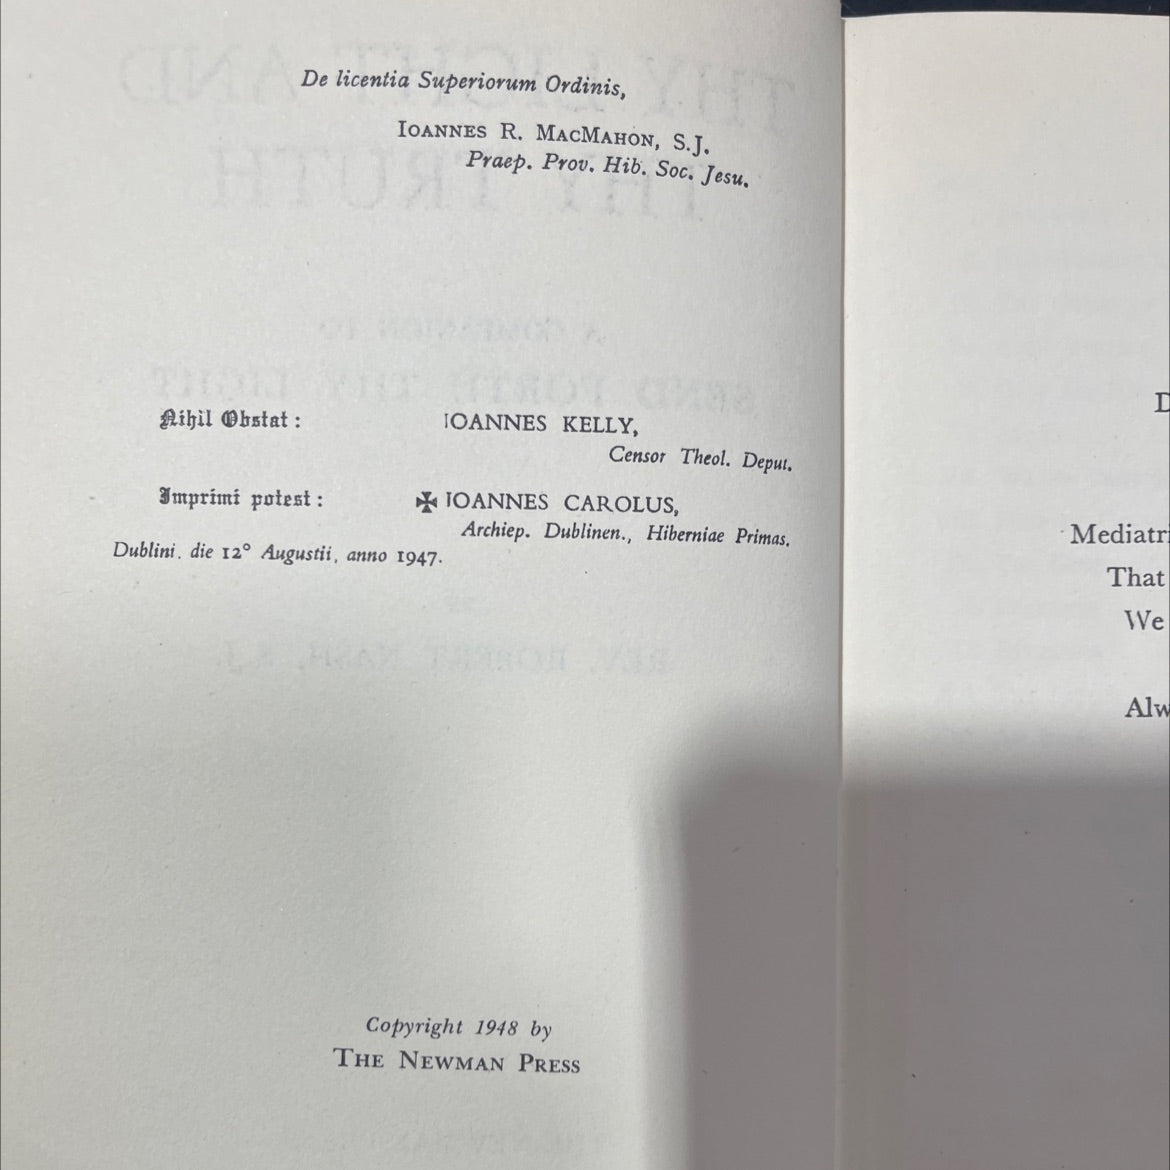 De licentia Superiorum Ordinis,
IOANNES R. MACMAHON, S.J.
Praep. Prov. Hib. Soc. Jesu.
Nihil Obstat :
IOANNES KELLY,
Censor Theol. Deput.
Imprimi potest :
✠ IOANNES CAROLUS,
Archiep. Dublinen., Hiberniae Primas.
Dublini. die 12° Augustii, anno 1947.
Copyright 1948 by
THE NEWMAN PRESS
That
We